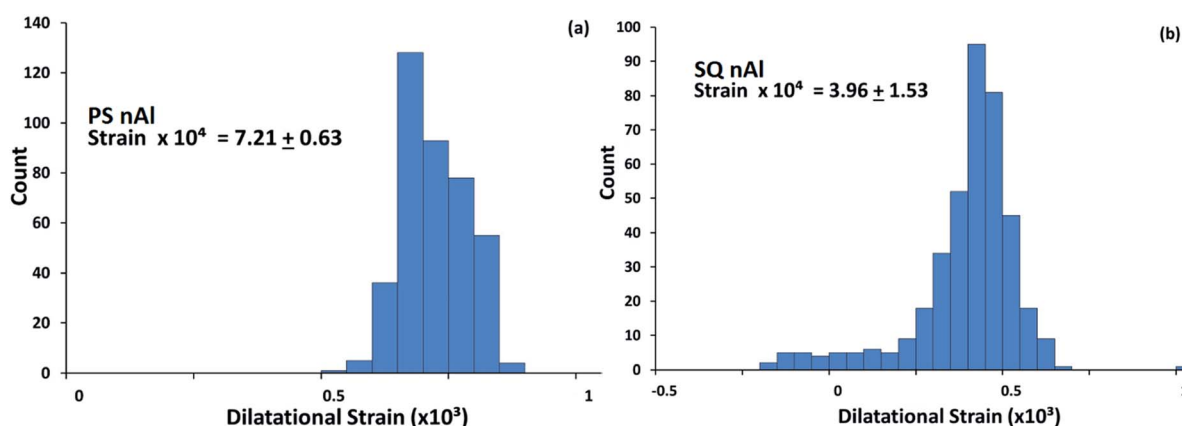 (a)
PS nAl
Strain x 10⁴ = 7.21 ± 0.63
Count
140
120
100
80
60
40
20
0
0 0.5 1
Dilatational Strain (x10³)
(b)
SQ nAl
Strain x 10⁴ = 3.96 ± 1.53
Count
100
90
80
70
60
50
40
30
20
10
0
-0.5 0 0.5 1
Dilatational Strain (x10³)